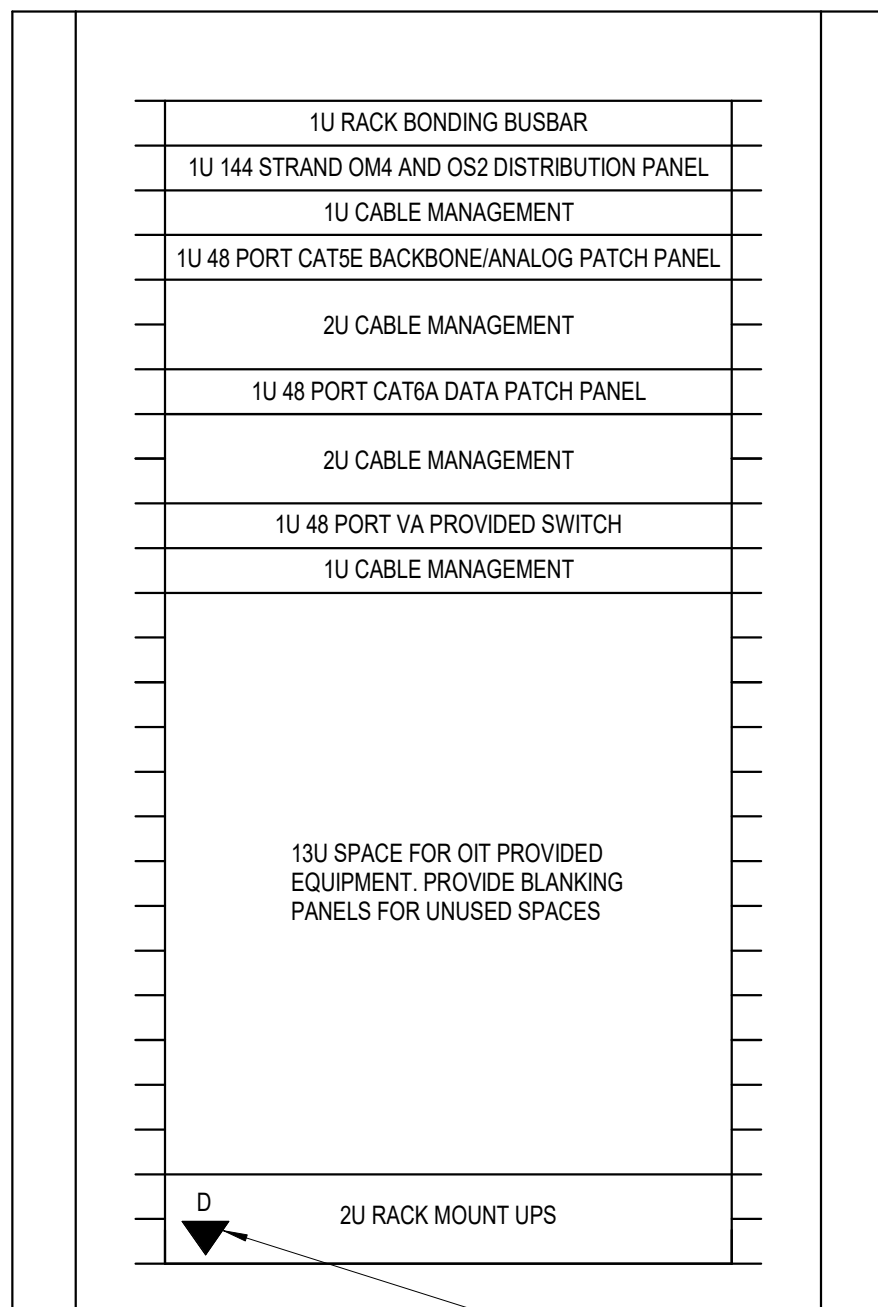 1U RACK BONDING BUSBAR
1U 144 STRAND OM4 AND OS2 DISTRIBUTION PANEL
1U CABLE MANAGEMENT
1U 48 PORT CAT5E BACKBONE/ANALOG PATCH PANEL
2U CABLE MANAGEMENT
1U 48 PORT CAT6A DATA PATCH PANEL
2U CABLE MANAGEMENT
1U 48 PORT VA PROVIDED SWITCH
1U CABLE MANAGEMENT
13U SPACE FOR OIT PROVIDED
EQUIPMENT. PROVIDE BLANKING
PANELS FOR UNUSED SPACES
D
2U RACK MOUNT UPS